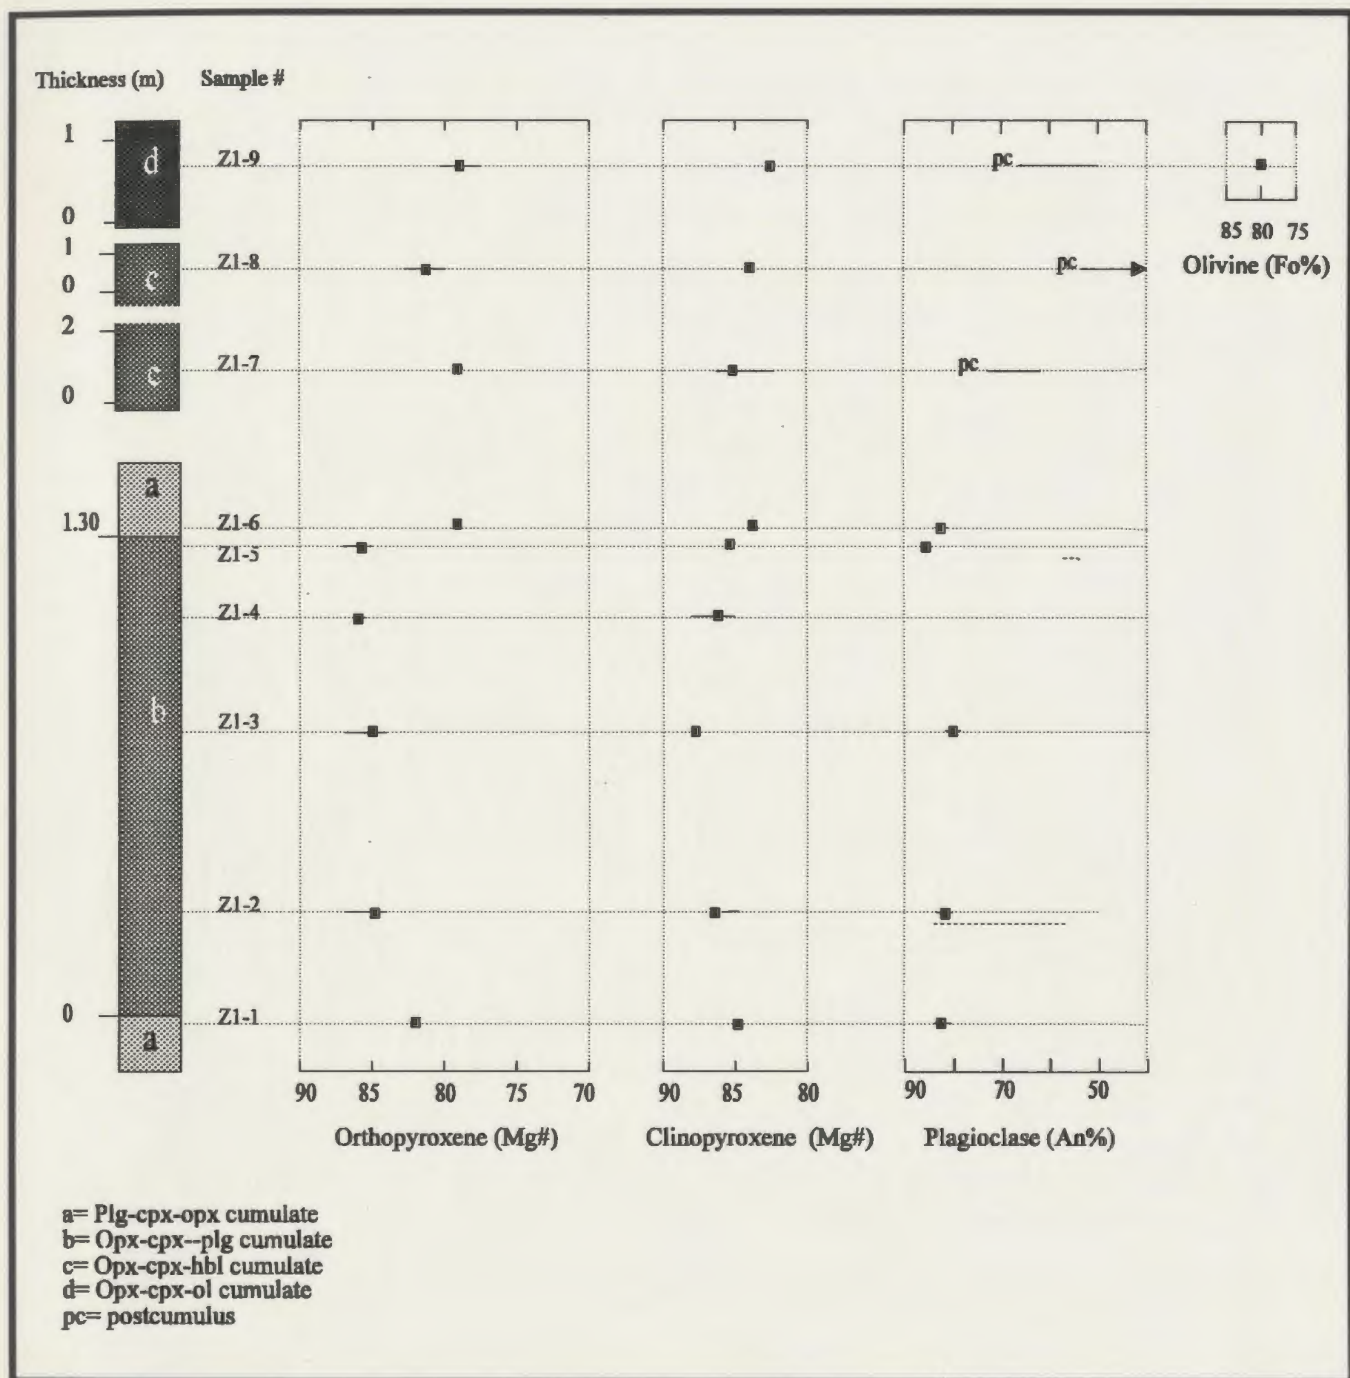 Thickness (m) Sample #
1
d
Z1-9
pc
0
85 80 75
Olivine (Fo%)
1
c
Z1-8
pc
0
2
c
Z1-7
pc
0
a
1.30
Z1-6
Z1-5
Z1-4
b
Z1-3
Z1-2
0
Z1-1
a
90 85 80 75 70
90 85 80
90 70 50
Orthopyroxene (Mg#)
Clinopyroxene (Mg#)
Plagioclase (An%)
a= Plg-cpx-opx cumulate
b= Opx-cpx--plg cumulate
c= Opx-cpx-hbl cumulate
d= Opx-cpx-ol cumulate
pc= postcumulus